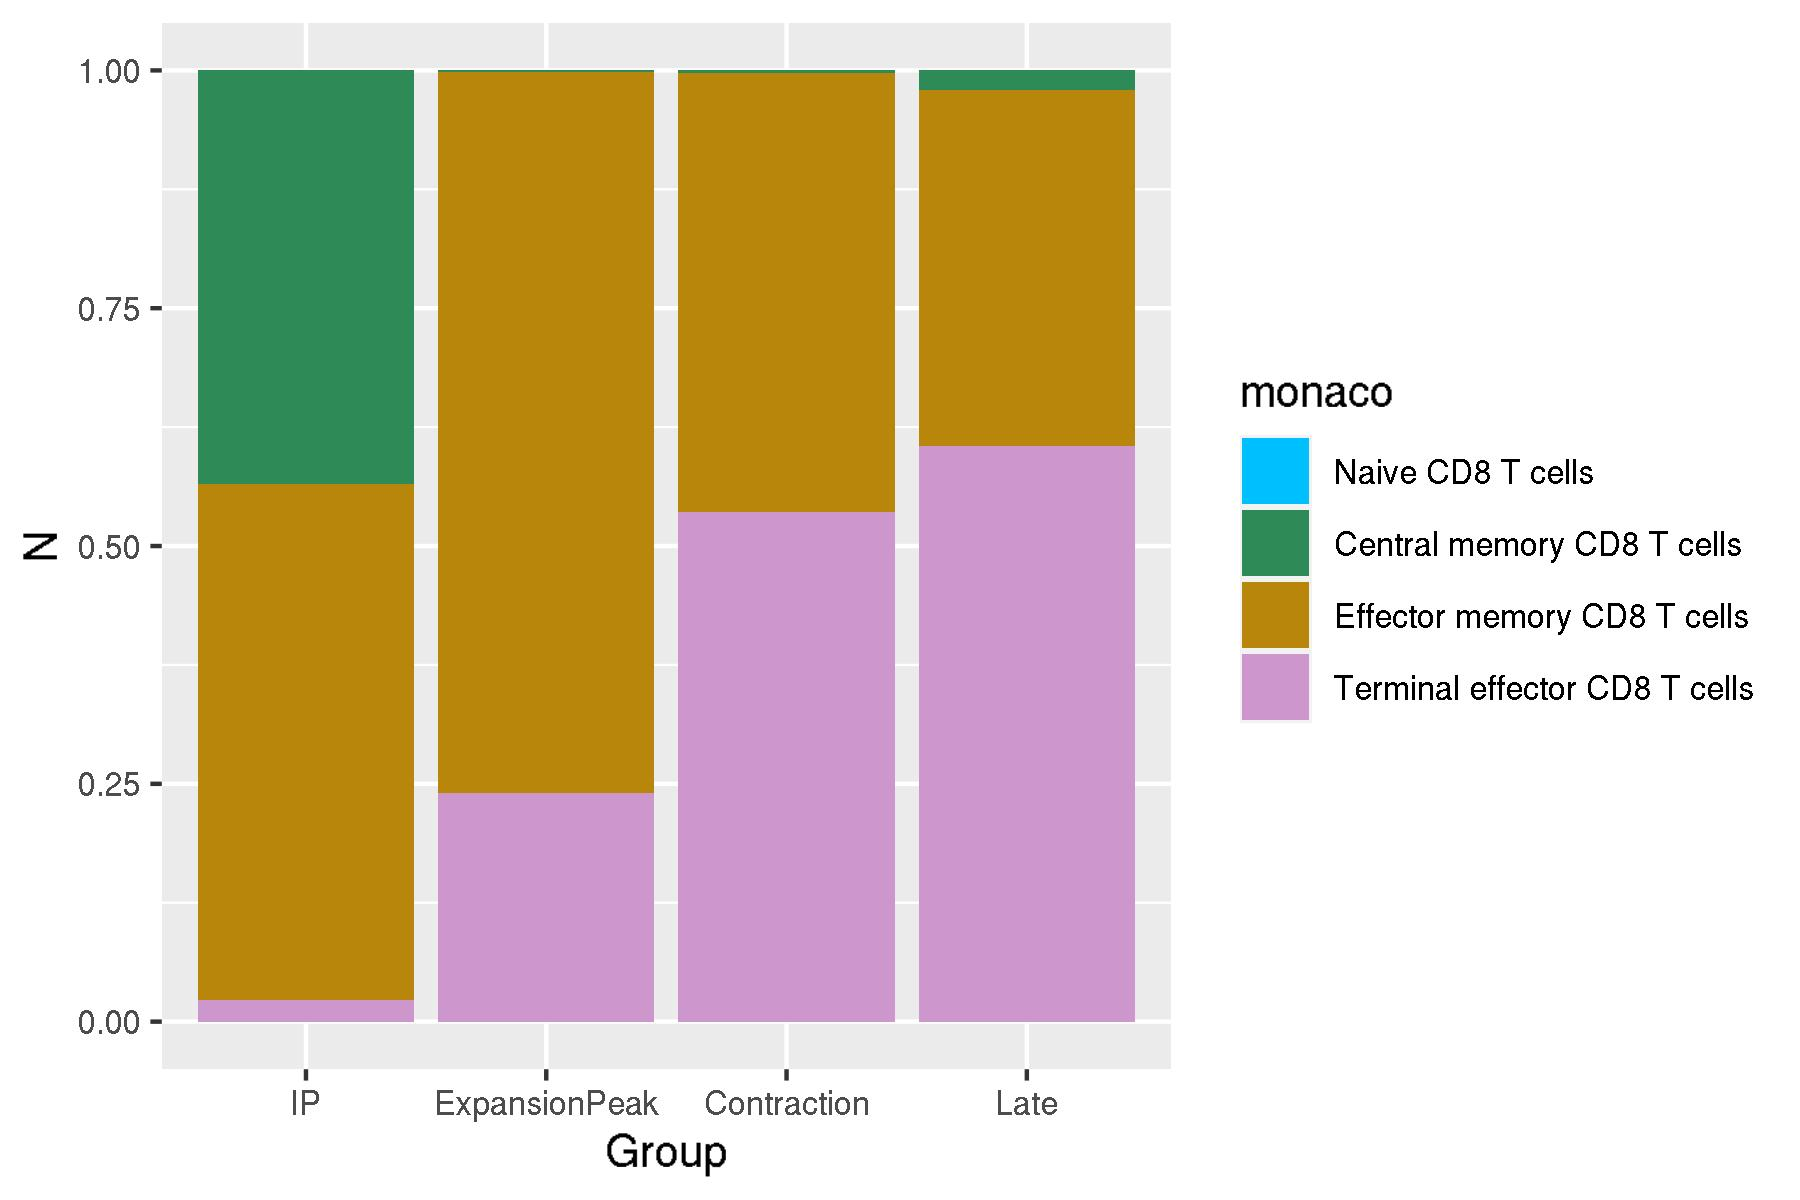 1.00
0.75
0.50
0.25
0.00
N
IP ExpansionPeak Contraction Late
Group
monaco
Naive CD8 T cells
Central memory CD8 T cells
Effector memory CD8 T cells
Terminal effector CD8 T cells